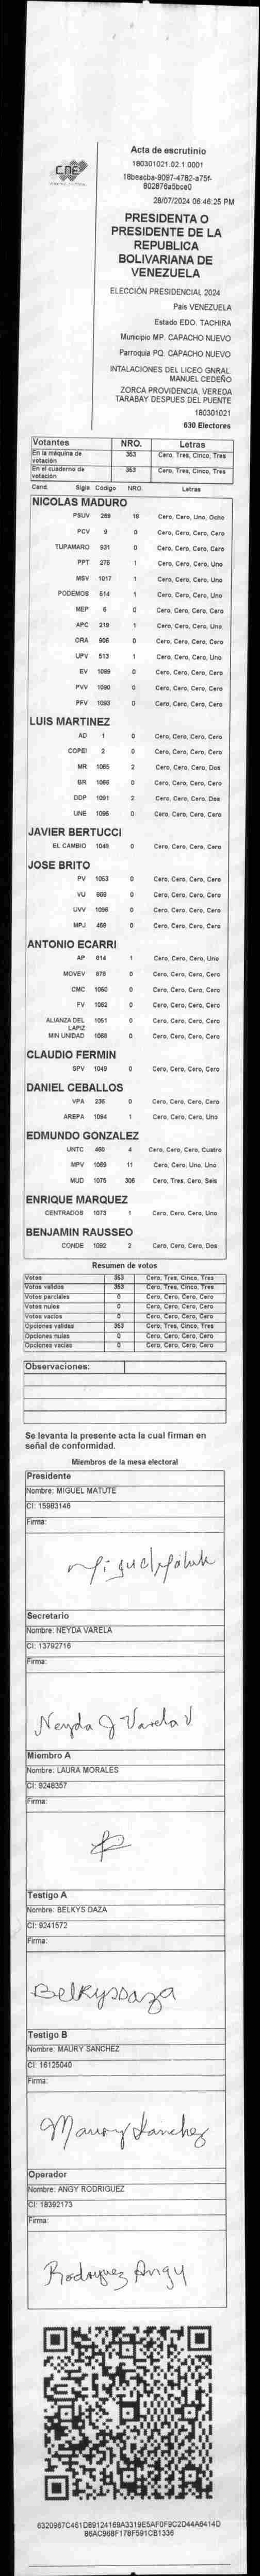 CNE
Acta de escrutinio
180301021.02.1.0001
28/07/2024 06:46:25 PM
PRESIDENTA O
PRESIDENTE DE LA
REPUBLICA
BOLIVARIANA DE
VENEZUELA
ELECCIÓN PRESIDENCIAL 2024
País VENEZUELA
Estado EDO. TACHIRA
Municipio MP. CAPACHO NUEVO
Parroquia PQ. CAPACHO NUEVO
INTALACIONES DEL LICEO GNRAL
MANUEL CEDEÑO
ZORCA PROVIDENCIA, VEREDA
TARABAY DESPUES DEL PUENTE
180301021
630 Electores
Votantes NRO. Letras
En la máquina de votación 353 Cero, Tres, Cinco, Tres
En el cuaderno de votación 353 Cero, Tres, Cinco, Tres
Cand. Sigla Código NRO. Letras
NICOLAS MADURO
PSUV 269 18 Cero, Cero, Uno, Ocho
PCV 9 0 Cero, Cero, Cero, Cero
TUPAMARO 931 0 Cero, Cero, Cero, Cero
PPT 278 1 Cero, Cero, Cero, Uno
MSV 1017 1 Cero, Cero, Cero, Uno
PODEMOS 514 1 Cero, Cero, Cero, Uno
MEP 6 0 Cero, Cero, Cero, Cero
APC 219 1 Cero, Cero, Cero, Uno
ORA 906 0 Cero, Cero, Cero, Cero
UPV 513 1 Cero, Cero, Cero, Uno
EV 1089 0 Cero, Cero, Cero, Cero
PVV 1090 0 Cero, Cero, Cero, Cero
PFV 1093 0 Cero, Cero, Cero, Cero
LUIS MARTINEZ
AD 1 0 Cero, Cero, Cero, Cero
COPEI 2 0 Cero, Cero, Cero, Cero
MR 1065 2 Cero, Cero, Cero, Dos
BR 1066 0 Cero, Cero, Cero, Cero
DDP 1091 2 Cero, Cero, Cero, Dos
UNE 1095 0 Cero, Cero, Cero, Cero
JAVIER BERTUCCI
EL CAMBIO 1048 0 Cero, Cero, Cero, Cero
JOSE BRITO
PV 1053 0 Cero, Cero, Cero, Cero
VU 868 0 Cero, Cero, Cero, Cero
UVV 1096 0 Cero, Cero, Cero, Cero
MPJ 458 0 Cero, Cero, Cero, Cero
ANTONIO ECARRI
AP 814 1 Cero, Cero, Cero, Uno
MOVEV 978 0 Cero, Cero, Cero, Cero
CMC 1050 0 Cero, Cero, Cero, Cero
FV 1082 0 Cero, Cero, Cero, Cero
ALIANZA DEL LAPIZ 1051 0 Cero, Cero, Cero, Cero
MIN UNIDAD 1068 0 Cero, Cero, Cero, Cero
CLAUDIO FERMIN
SPV 1049 0 Cero, Cero, Cero, Cero
DANIEL CEBALLOS
VPA 236 0 Cero, Cero, Cero, Cero
AREPA 1094 1 Cero, Cero, Cero, Uno
EDMUNDO GONZALEZ
UNTC 460 4 Cero, Cero, Cero, Cuatro
MPV 1069 11 Cero, Cero, Uno, Uno
MUD 1075 306 Cero, Tres, Cero, Seis
ENRIQUE MARQUEZ
CENTRADOS 1073 1 Cero, Cero, Cero, Uno
BENJAMIN RAUSSEO
CONDE 1092 2 Cero, Cero, Cero, Dos
Resumen de votos
Votos 353 Cero, Tres, Cinco, Tres
Votos validos 353 Cero, Tres, Cinco, Tres
Votos parciales 0 Cero, Cero, Cero, Cero
Votos nulos 0 Cero, Cero, Cero, Cero
Votos vacios 0 Cero, Cero, Cero, Cero
Opciones validas 353 Cero, Tres, Cinco, Tres
Opciones nulas 0 Cero, Cero, Cero, Cero
Opciones vacias 0 Cero, Cero, Cero, Cero
Observaciones:
Se levanta la presente acta la cual firman en
señal de conformidad.
Miembros de la mesa electoral
Presidente
Nombre: MIGUEL MATUTE
CI: 15983146
Firma:
Secretario
Nombre: NEYDA VARELA
CI: 13792716
Firma:
Neyda J Varela V
Miembro A
Nombre: LAURA MORALES
CI: 9248357
Firma:
Testigo A
Nombre: BELKYS DAZA
CI: 9241572
Firma:
Belkys Daza
Testigo B
Nombre: MAURY SANCHEZ
CI: 16125040
Firma:
Maury Sanchez
Operador
Nombre: ANGY RODRIGUEZ
CI: 18392173
Firma:
Rodriguez Angy